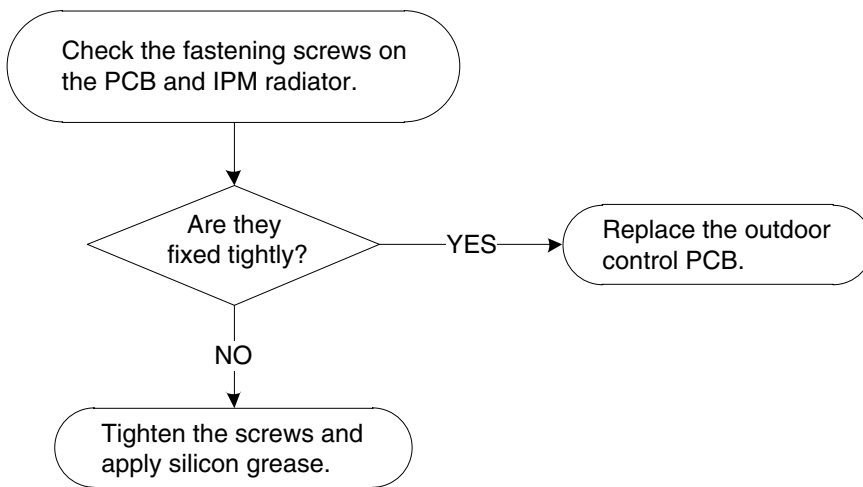 Check the fastening screws on
the PCB and IPM radiator.
Are they
fixed tightly?
YES
Replace the outdoor
control PCB.
NO
Tighten the screws and
apply silicon grease.